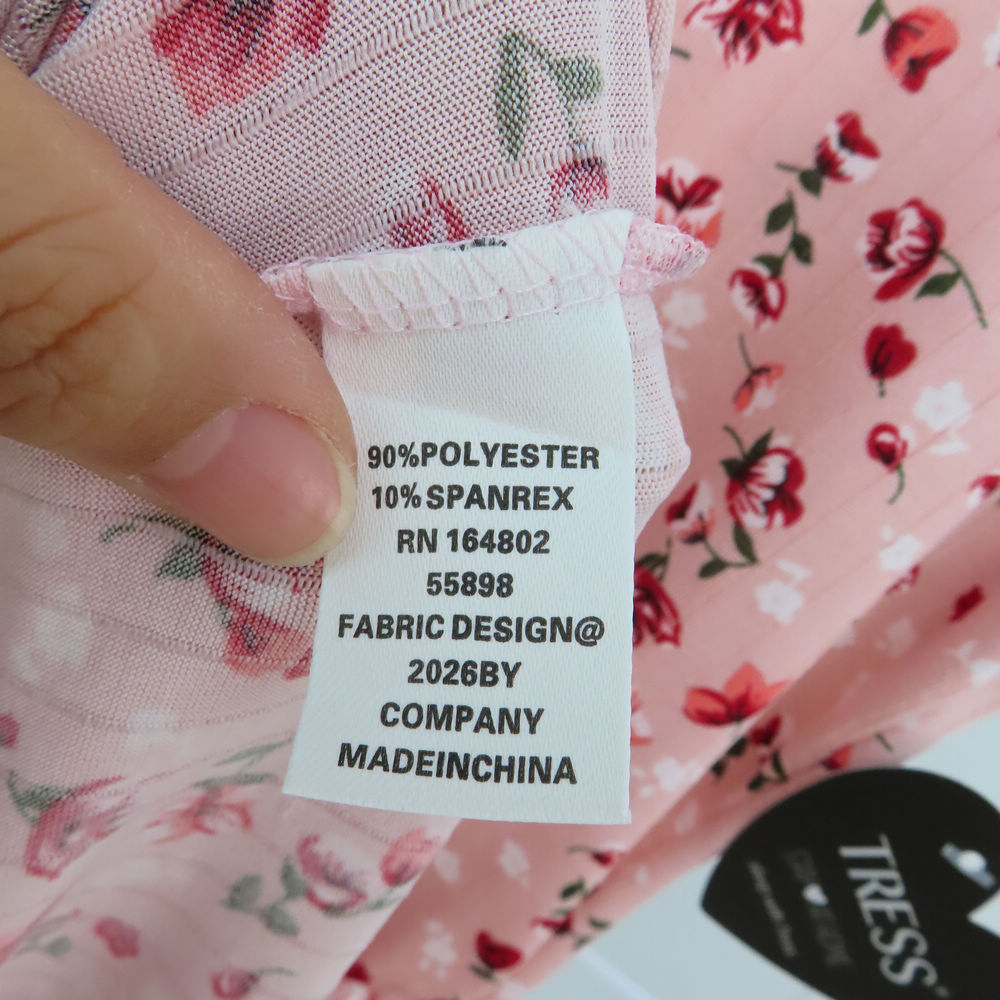 90%POLYESTER
10%SPANREX
RN 164802
55898
FABRIC DESIGN@
2026BY
COMPANY
MADEINCHINA
TRESS